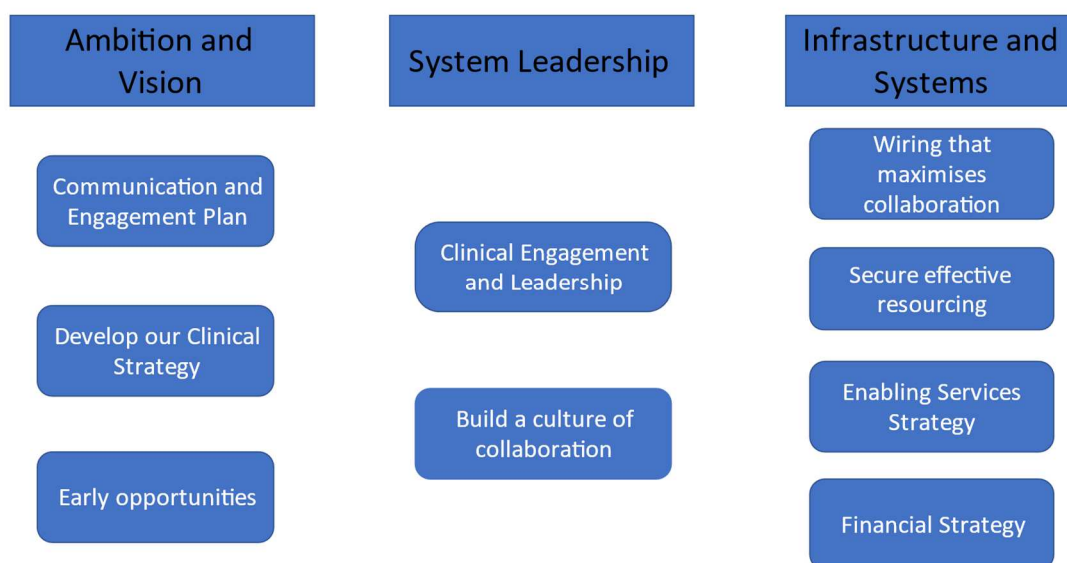 Ambition and
Vision
Communication and
Engagement Plan
Develop our Clinical
Strategy
Early opportunities
System Leadership
Clinical Engagement
and Leadership
Build a culture of
collaboration
Infrastructure and
Systems
Wiring that
maximises
collaboration
Secure effective
resourcing
Enabling Services
Strategy
Financial Strategy